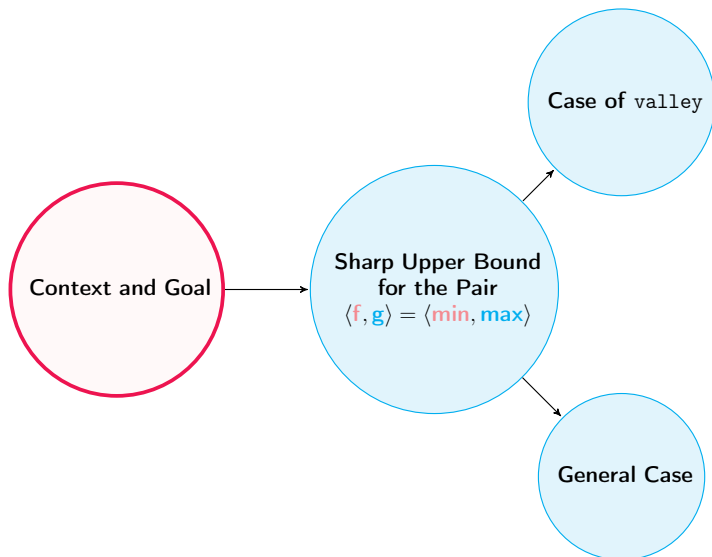 Case of valley
Context and Goal
Sharp Upper Bound
for the Pair
⟨f, g⟩ = ⟨min, max⟩
General Case